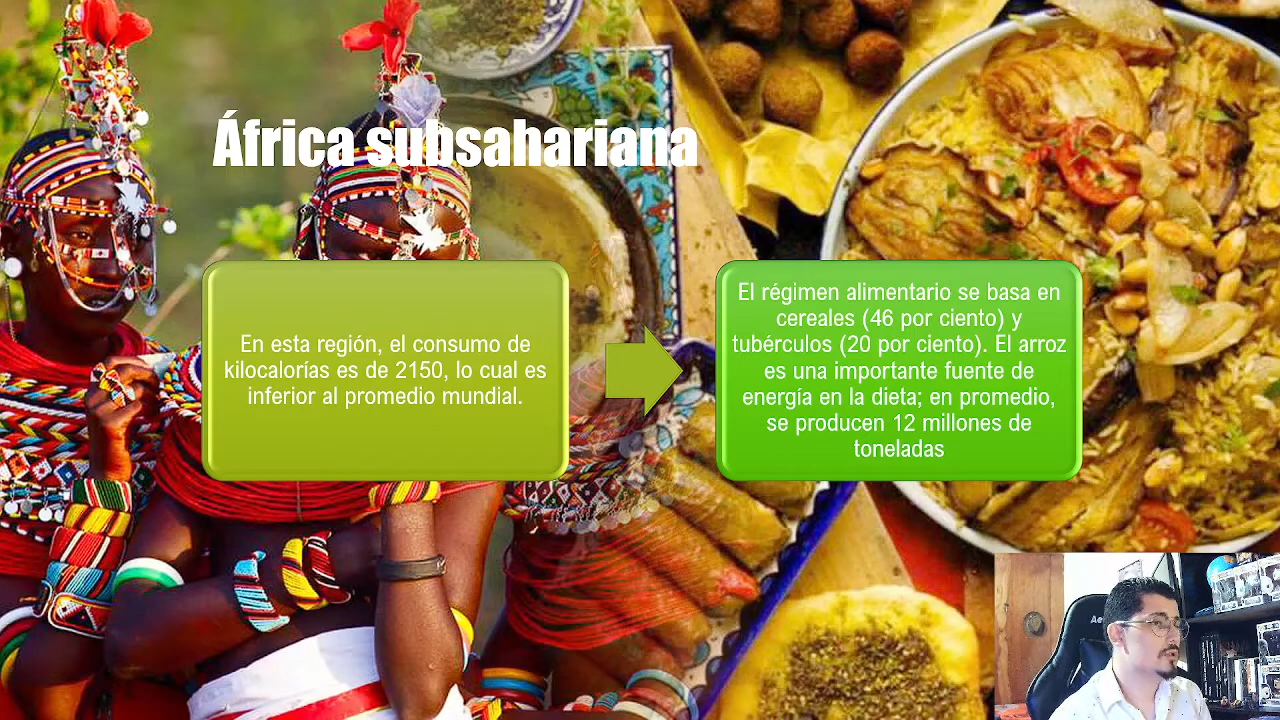 África subsahariana
En esta región, el consumo de
kilocalorías es de 2150, lo cual es
inferior al promedio mundial.
El régimen alimentario se basa en
cereales (46 por ciento) y
tubérculos (20 por ciento). El arroz
es una importante fuente de
energía en la dieta; en promedio,
se producen 12 millones de
toneladas